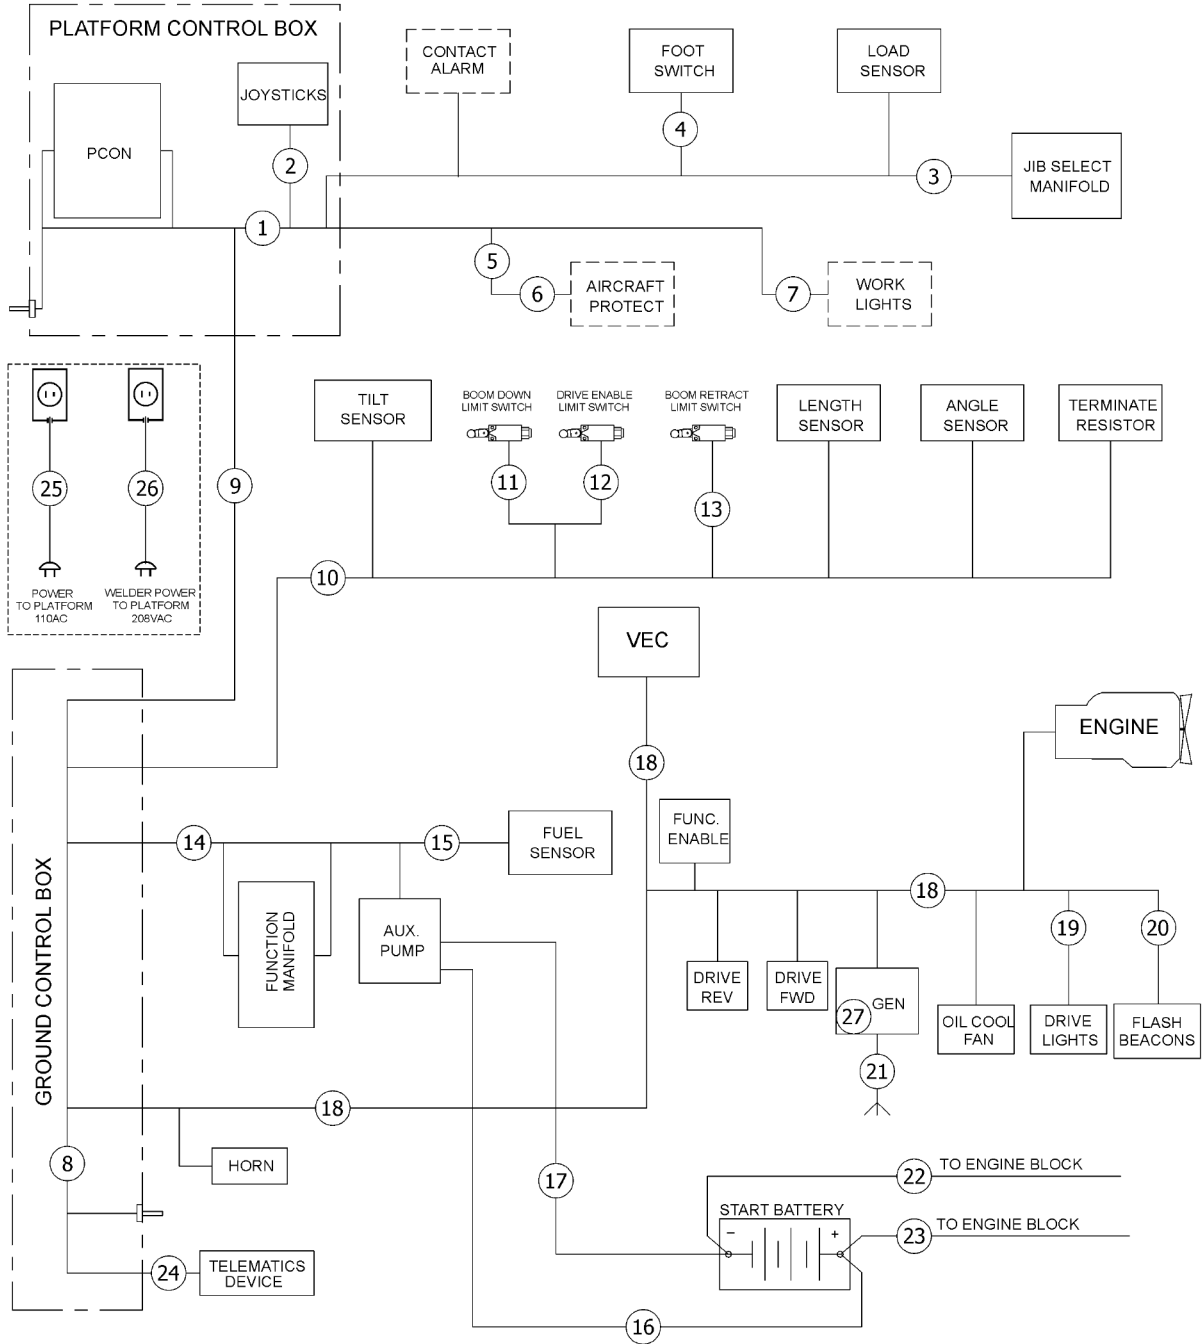 PLATFORM CONTROL BOX
PCON
JOYSTICKS
2
1
CONTACT
ALARM
FOOT
SWITCH
4
LOAD
SENSOR
3
JIB SELECT
MANIFOLD
5
6
AIRCRAFT
PROTECT
7
WORK
LIGHTS
25
26
POWER
TO PLATFORM
110AC
WELDER POWER
TO PLATFORM
208VAC
9
TILT
SENSOR
BOOM DOWN
LIMIT SWITCH
DRIVE ENABLE
LIMIT SWITCH
BOOM RETRACT
LIMIT SWITCH
LENGTH
SENSOR
ANGLE
SENSOR
TERMINATE
RESISTOR
11
12
13
10
VEC
18
ENGINE
GROUND CONTROL BOX
14
15
FUEL
SENSOR
FUNCTION
MANIFOLD
AUX.
PUMP
FUNC.
ENABLE
18
19
20
DRIVE
REV
DRIVE
FWD
27
GEN
OIL COOL
FAN
DRIVE
LIGHTS
FLASH
BEACONS
21
18
8
HORN
17
22
TO ENGINE BLOCK
START BATTERY
−
+
23
TO ENGINE BLOCK
24
TELEMATICS
DEVICE
16